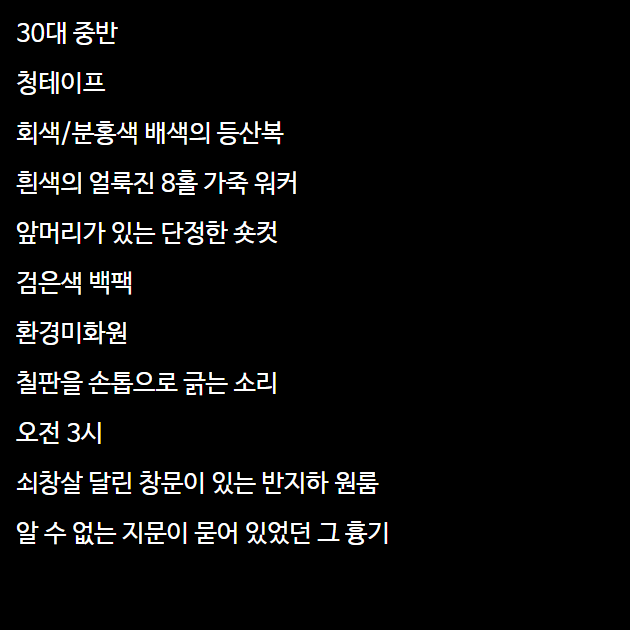 30대 중반
청테이프
회색/분홍색 배색의 등산복
흰색의 얼룩진 8홀 가죽 워커
앞머리가 있는 단정한 숏컷
검은색 백팩
환경미화원
칠판을 손톱으로 긁는 소리
오전 3시
쇠창살 달린 창문이 있는 반지하 원룸
알 수 없는 지문이 묻어 있었던 그 흉기